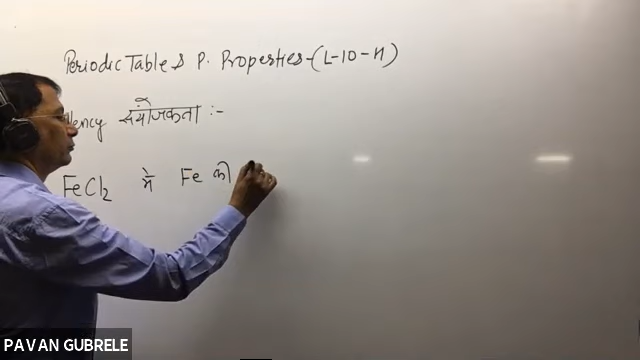 Periodic Table & P. Properties-(L-10-H)
lency संयोजकता :-
FeCl2 में Fe की
PAVAN GUBRELE